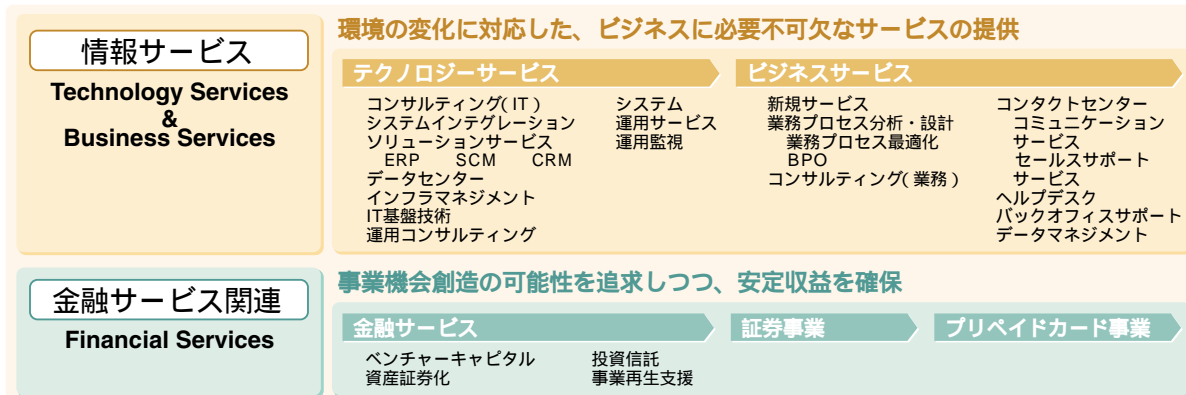 情報サービス
Technology Services
&
Business Services
環境の変化に対応した、ビジネスに必要不可欠なサービスの提供
テクノロジーサービス
コンサルティング(IT)
システムインテグレーション
ソリューションサービス
ERP SCM CRM
データセンター
インフラマネジメント
IT基盤技術
運用コンサルティング
システム
運用サービス
運用監視
ビジネスサービス
新規サービス
業務プロセス分析・設計
業務プロセス最適化
BPO
コンサルティング(業務)
コンタクトセンター
コミュニケーション
サービス
セールスサポート
サービス
ヘルプデスク
バックオフィスサポート
データマネジメント
金融サービス関連
Financial Services
事業機会創造の可能性を追求しつつ、安定収益を確保
金融サービス
ベンチャーキャピタル
資産証券化
投資信託
事業再生支援
証券事業
プリペイドカード事業